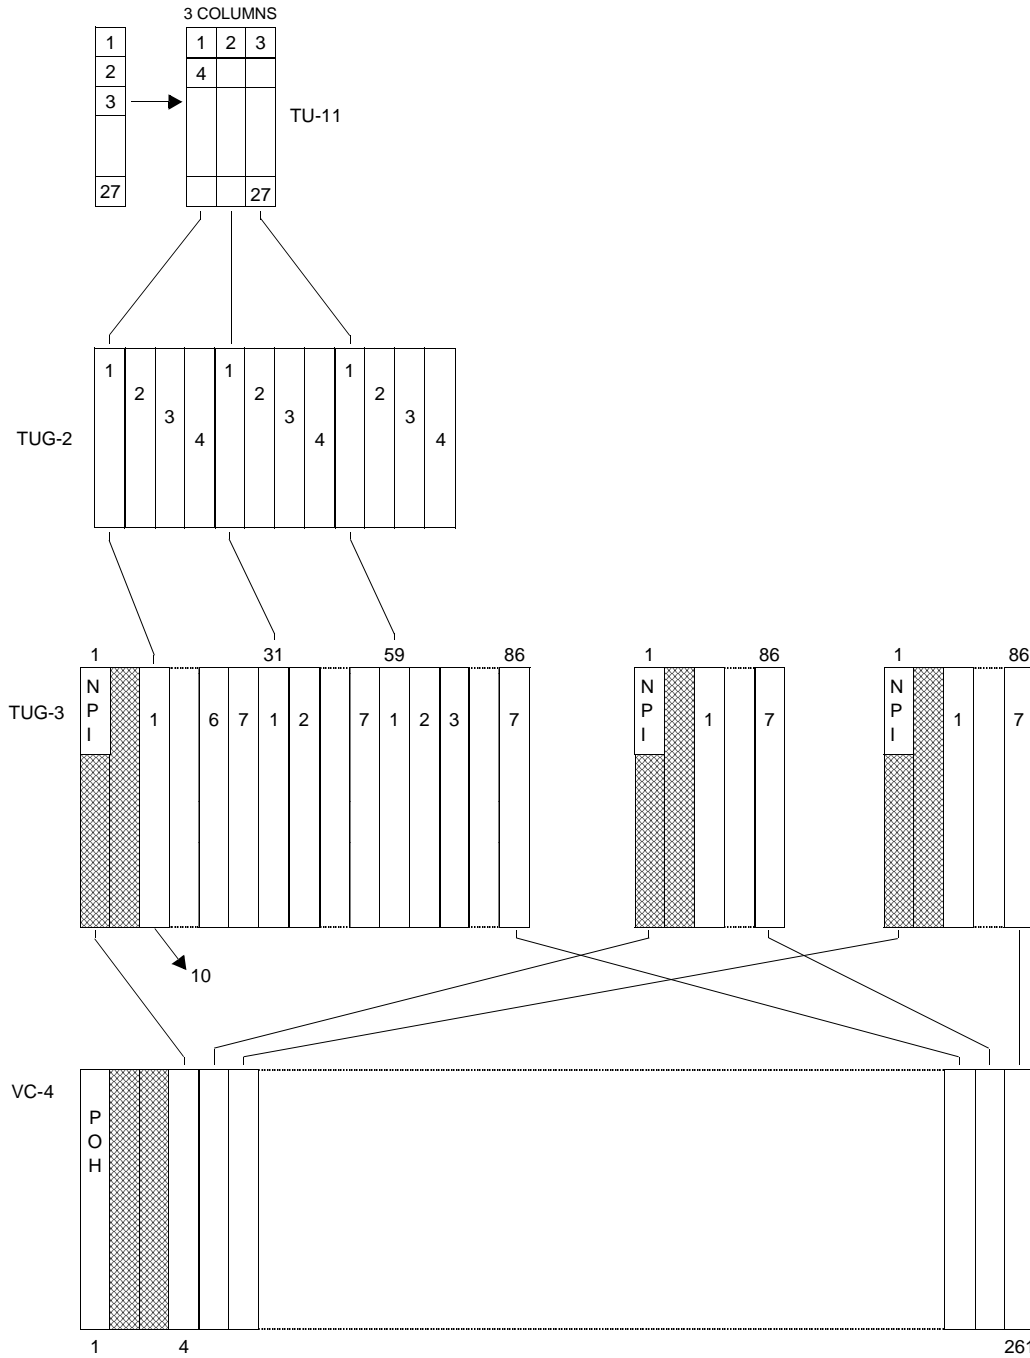 3 COLUMNS
1 1 2 3
2 4
3
TU-11
27 27
1 1 1
2 2 2
3 3 3
TUG-2 4 4 4
1 31 59 86 1 86 1 86
N P I N P I N P I
TUG-3 1 6 7 1 2 7 1 2 3 7 1 7 1 7
10
VC-4
P
O
H
1 4 261